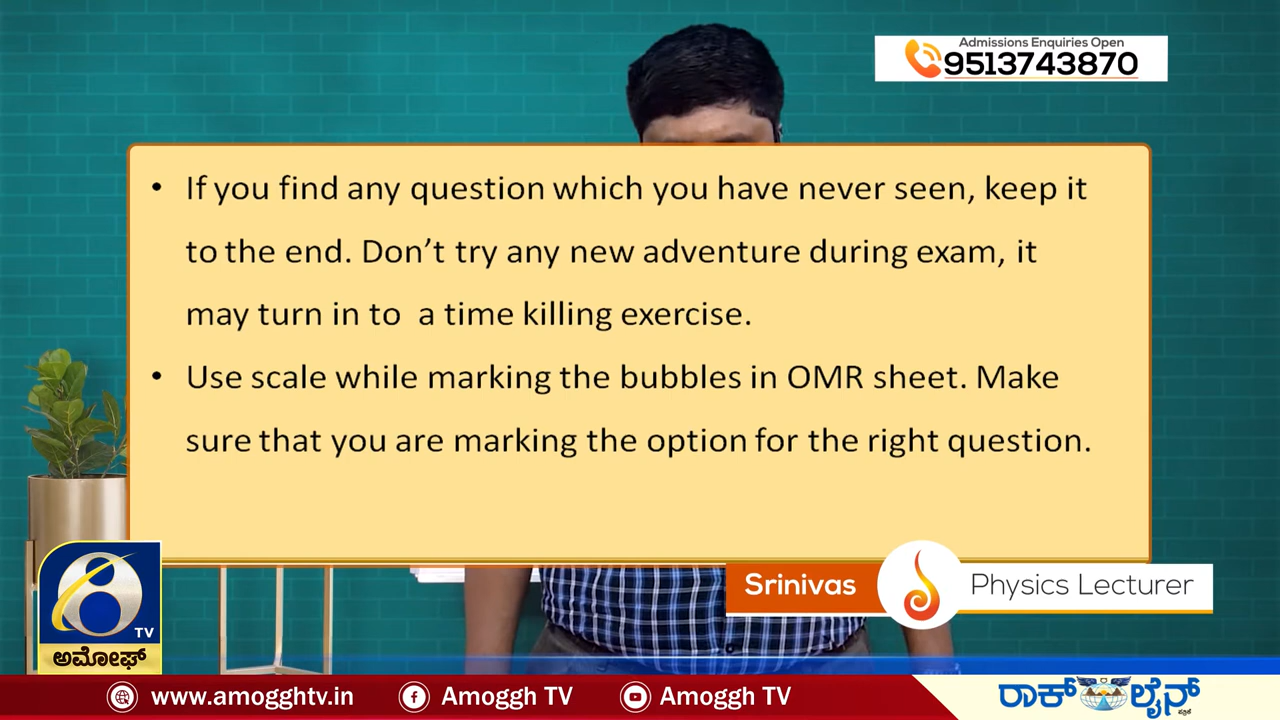 Admissions Enquiries Open
9513743870
• If you find any question which you have never seen, keep it
to the end. Don’t try any new adventure during exam, it
may turn in to a time killing exercise.
• Use scale while marking the bubbles in OMR sheet. Make
sure that you are marking the option for the right question.
Srinivas
Physics Lecturer
TV
ಅಮೋಘ್
www.amogghtv.in
Amoggh TV
Amoggh TV
ರಾಕ್ ಲೈನ್